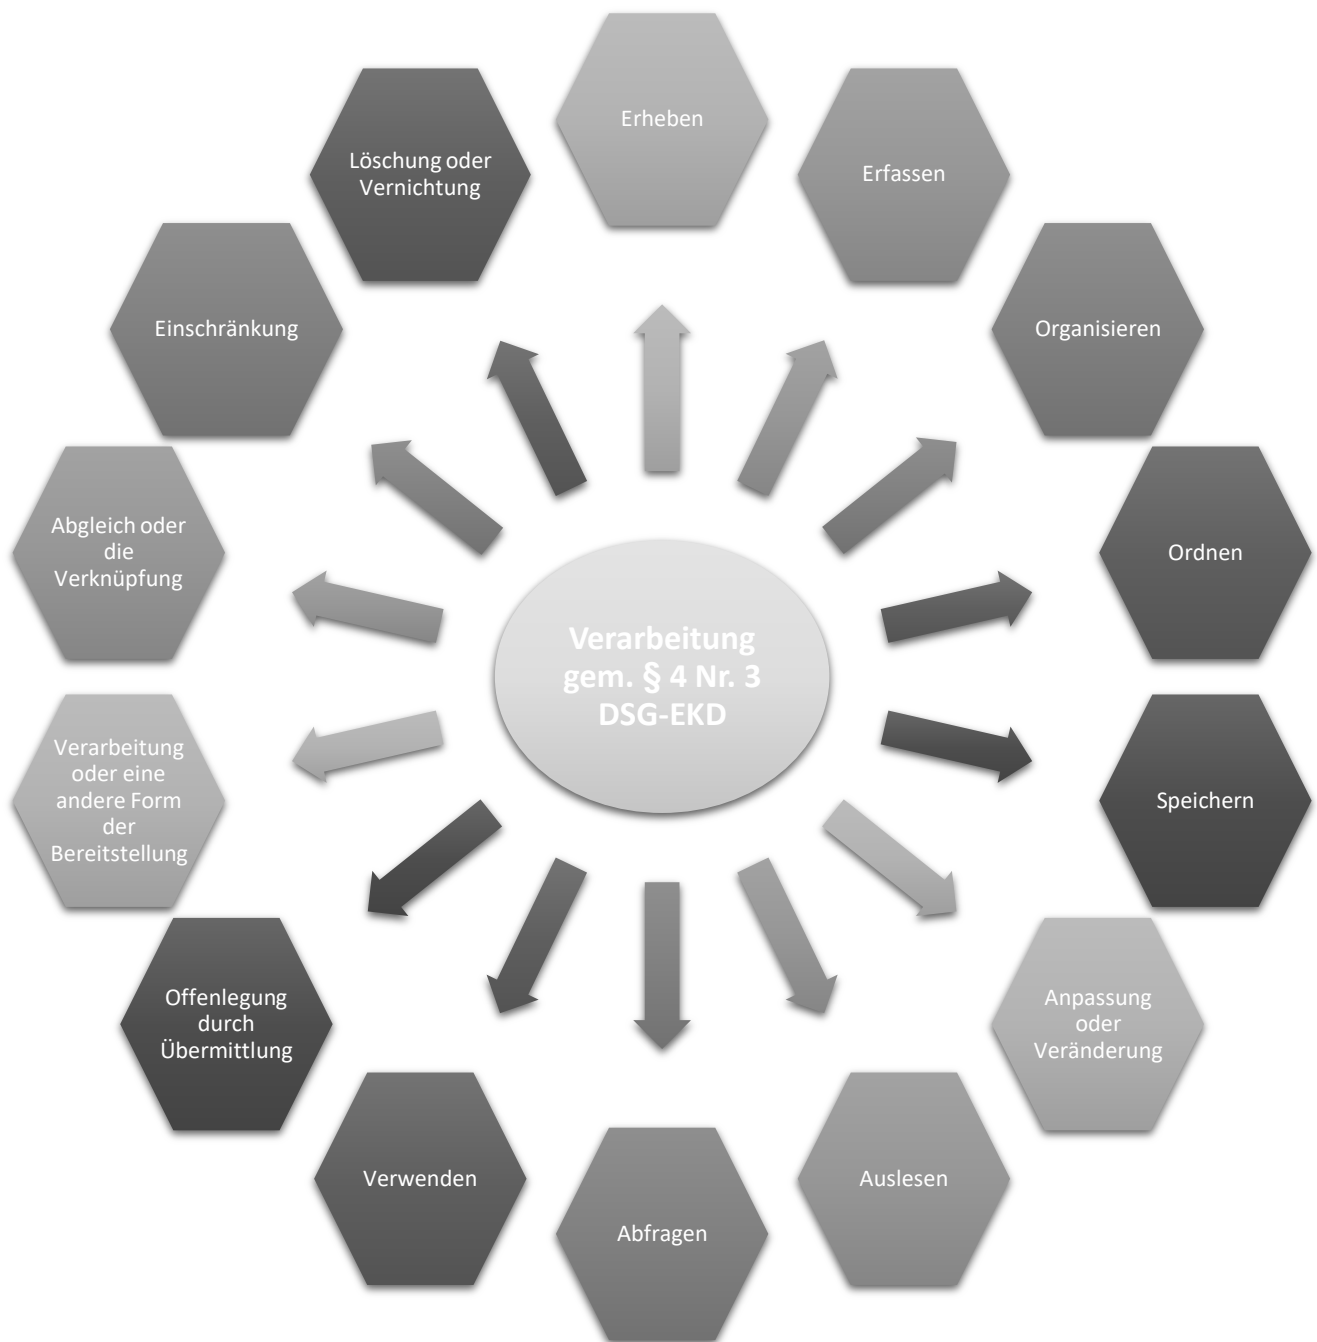 Erheben
Erfassen
Organisieren
Ordnen
Speichern
Anpassung
oder
Veränderung
Auslesen
Abfragen
Verwenden
Offenlegung
durch
Übermittlung
Verarbeitung
oder eine
andere Form
der
Bereitstellung
Abgleich oder
die
Verknüpfung
Einschränkung
Löschung oder
Vernichtung
Verarbeitung
gem. § 4 Nr. 3
DSG-EKD